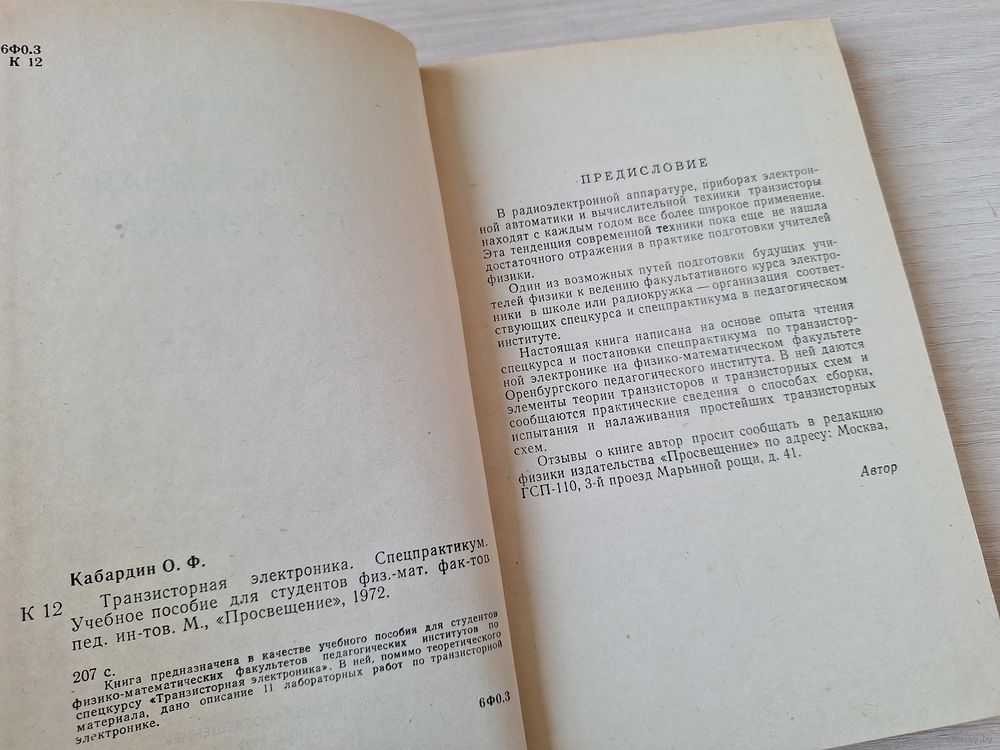 6Ф0.3
К 12
Кабардин О. Ф.
К 12 Транзисторная электроника. Спецпрактикум.
Учебное пособие для студентов физ.-мат. фак-тов
пед. ин-тов. М., «Просвещение», 1972.
207 с.
Книга предназначена в качестве учебного пособия для студентов
физико-математических факультетов педагогических институтов по
спецкурсу «Транзисторная электроника». В ней, помимо теоретического
материала, дано описание 11 лабораторных работ по транзисторной
электронике.
6Ф0.3
ПРЕДИСЛОВИЕ
В радиоэлектронной аппаратуре, приборах электрон-
ной автоматики и вычислительной техники транзисторы
находят с каждым годом все более широкое применение.
Эта тенденция современной техники пока еще не нашла
достаточного отражения в практике подготовки учителей
физики.
Один из возможных путей подготовки будущих учи-
телей физики к ведению факультативного курса электро-
ники в школе или радиокружка — организация соответ-
ствующих спецкурса и спецпрактикума в педагогическом
институте.
Настоящая книга написана на основе опыта чтения
спецкурса и постановки спецпрактикума по транзистор-
ной электронике на физико-математическом факультете
Оренбургского педагогического института. В ней даются
элементы теории транзисторов и транзисторных схем и
сообщаются практические сведения о способах сборки,
испытания и налаживания простейших транзисторных
схем.
Отзывы о книге автор просит сообщать в редакцию
физики издательства «Просвещение» по адресу: Москва,
ГСП-110, 3-й проезд Марьиной рощи, д. 41.
Автор
www.ay.by